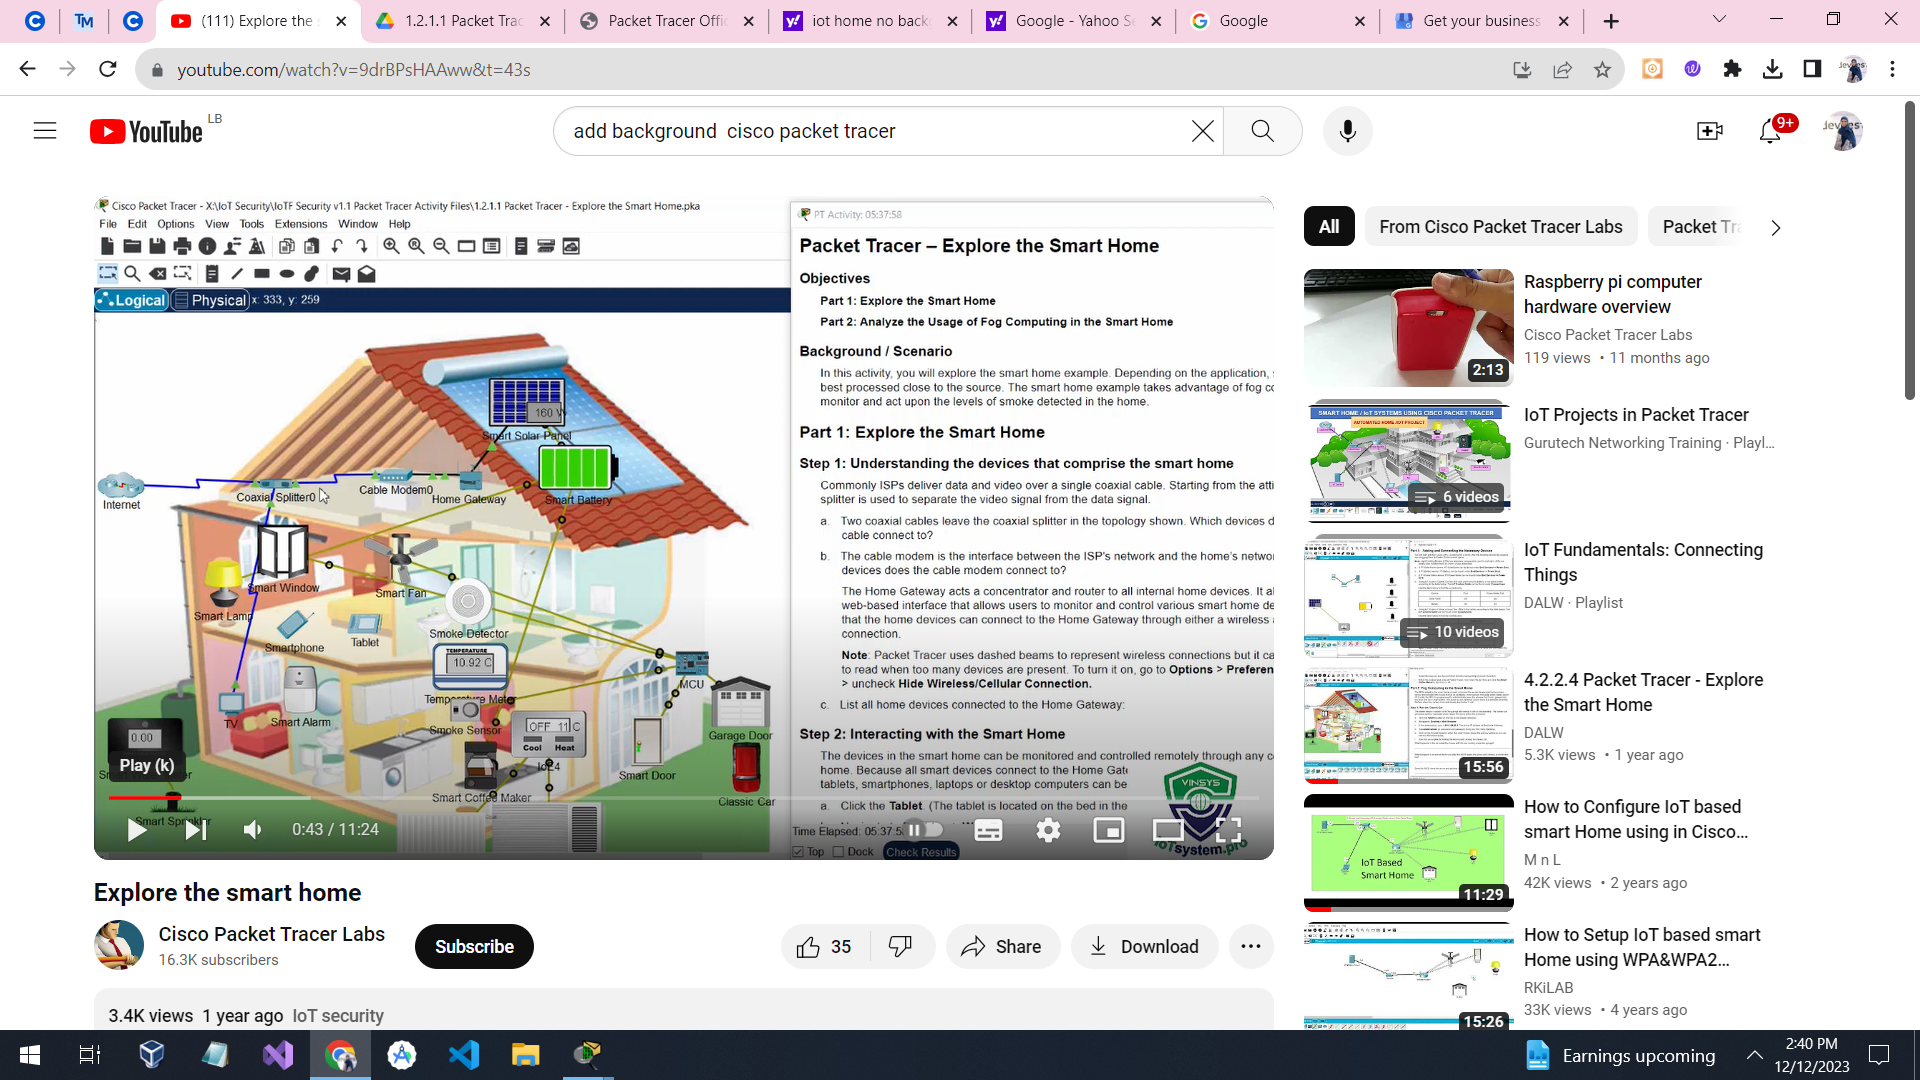 (111) Explore the s
1.2.1.1 Packet Trac
Packet Tracer Offic
iot home no backg
Google - Yahoo Se
Google
Get your business
youtube.com/watch?v=9drBPsHAAww&t=43s
YouTube LB
add background  cisco packet tracer
9+
Cisco Packet Tracer - X:\IoT Security\IoTF Security v1.1 Packet Tracer Activity Files\1.2.1.1 Packet Tracer - Explore the Smart Home.pka
File Edit Options View Tools Extensions Window Help
Logical Physical x: 333, y: 259
160 W
Smart Solar Panel
Internet
Coaxial Splitter0
Cable Modem0
Home Gateway
Smart Battery
Smart Window
Smart Fan
Smart Lamp
Smartphone
Tablet
Smoke Detector
TEMPERATURE
10.92 C
Temperature Meter
MCU
TV
Smart Alarm
Smoke Sensor
OFF 11 C
Cool Heat
IoE4
Garage Door
Smart Door
Smart Coffee Maker
Classic Car
0.00
Play (k)
Smart Sprinkler
0:43 / 11:24
PT Activity: 05:37:58
Packet Tracer – Explore the Smart Home
Objectives
Part 1: Explore the Smart Home
Part 2: Analyze the Usage of Fog Computing in the Smart Home
Background / Scenario
In this activity, you will explore the smart home example. Depending on the application,
best processed close to the source. The smart home example takes advantage of fog co
monitor and act upon the levels of smoke detected in the home.
Part 1: Explore the Smart Home
Step 1: Understanding the devices that comprise the smart home
Commonly ISPs deliver data and video over a single coaxial cable. Starting from the atti
splitter is used to separate the video signal from the data signal.
a. Two coaxial cables leave the coaxial splitter in the topology shown. Which devices d
cable connect to?
b. The cable modem is the interface between the ISP's network and the home's networ
devices does the cable modem connect to?
The Home Gateway acts a concentrator and router to all internal home devices. It al
web-based interface that allows users to monitor and control various smart home de
that the home devices can connect to the Home Gateway through either a wireless
connection.
Note: Packet Tracer uses dashed beams to represent wireless connections but it ca
to read when too many devices are present. To turn it on, go to Options > Preferen
> uncheck Hide Wireless/Cellular Connection.
c. List all home devices connected to the Home Gateway:
Step 2: Interacting with the Smart Home
The devices in the smart home can be monitored and controlled remotely through any c
home. Because all smart devices connect to the Home Gate
tablets, smartphones, laptops or desktop computers can be
a. Click the Tablet. (The tablet is located on the bed in the
Time Elapsed: 05:37:5
Top Dock Check Results
VINSYS
IoTsystem.pro
Explore the smart home
Cisco Packet Tracer Labs
16.3K subscribers
Subscribe
35
Share
Download
3.4K views 1 year ago IoT security
All
From Cisco Packet Tracer Labs
Packet Tra
2:13
Raspberry pi computer
hardware overview
Cisco Packet Tracer Labs
119 views • 11 months ago
SMART HOME / IoT SYSTEMS USING CISCO PACKET TRACER
AUTOMATED HOME IOT PROJECT
6 videos
IoT Projects in Packet Tracer
Gurutech Networking Training · Playl...
10 videos
IoT Fundamentals: Connecting
Things
DALW · Playlist
15:56
4.2.2.4 Packet Tracer - Explore
the Smart Home
DALW
5.3K views • 1 year ago
IoT Based
Smart Home
11:29
How to Configure IoT based
smart Home using in Cisco...
M n L
42K views • 2 years ago
15:26
How to Setup IoT based smart
Home using WPA&WPA2...
RKiLAB
33K views • 4 years ago
Earnings upcoming
2:40 PM
12/12/2023